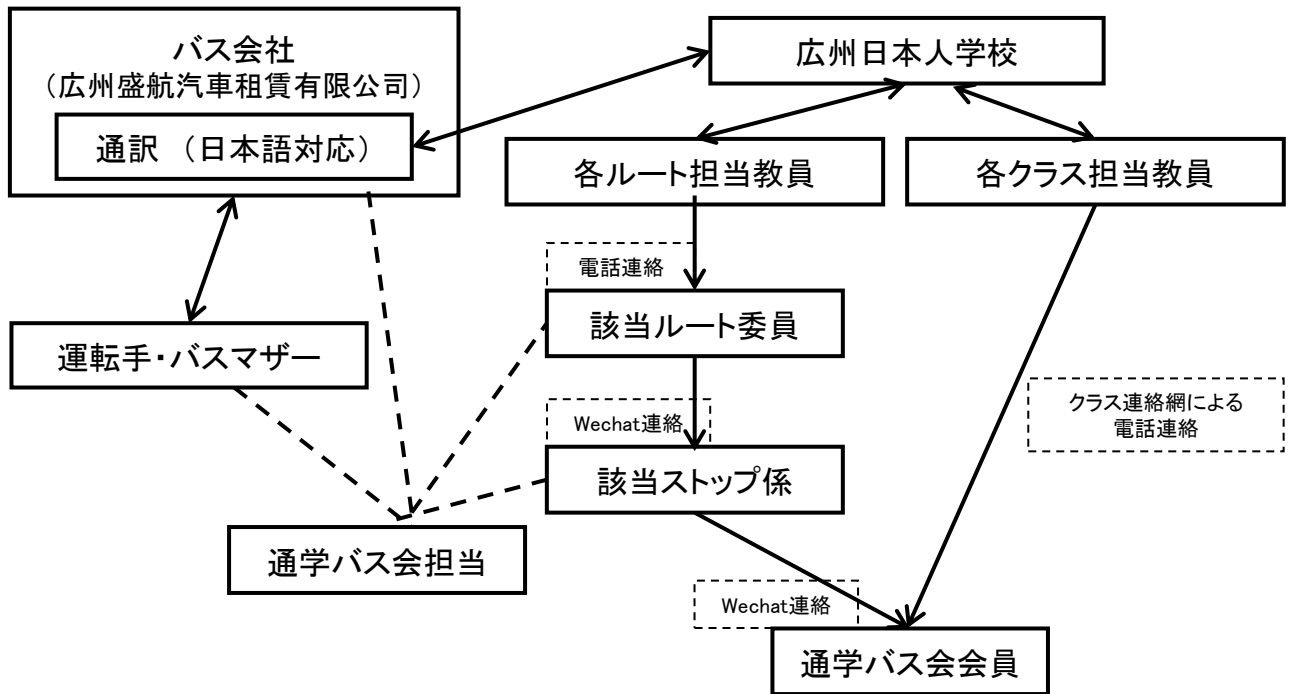 バス会社
（広州盛航汽車租賃有限公司）
通訳 （日本語対応）
広州日本人学校
各ルート担当教員
各クラス担当教員
電話連絡
該当ルート委員
運転手・バスマザー
クラス連絡網による
電話連絡
Wechat連絡
該当ストップ係
通学バス会担当
Wechat連絡
通学バス会会員